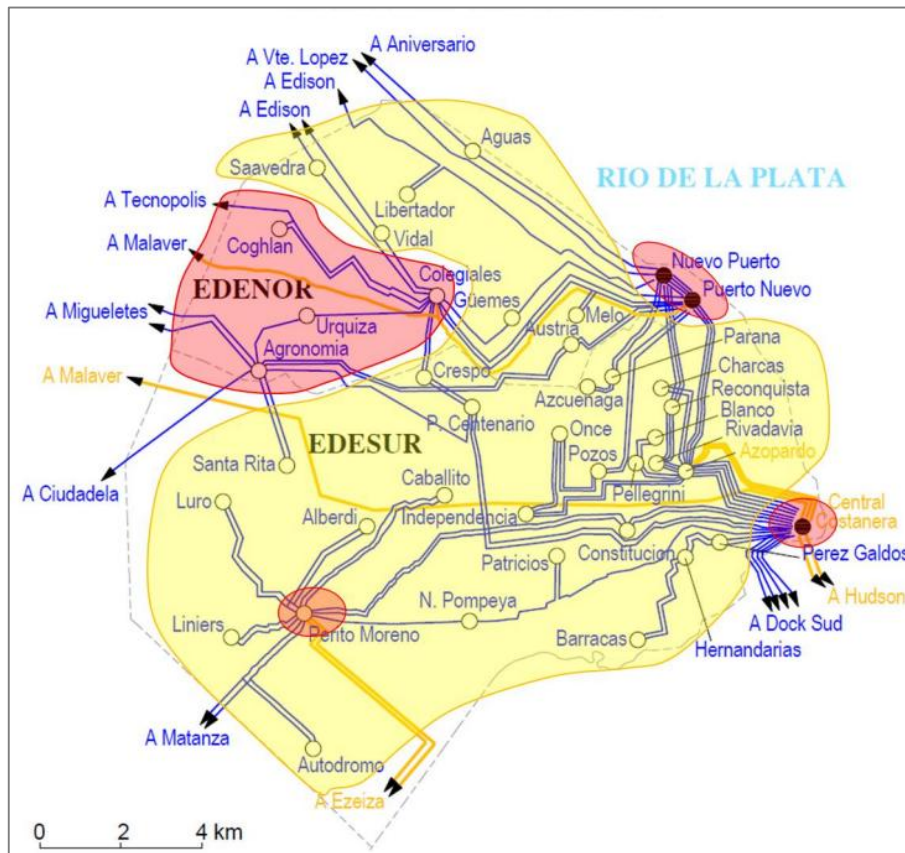 A Aniversario
A Vte. Lopez
A Edison
A Edison
Aguas
Saavedra
RIO DE LA PLATA
A Tecnopolis
Libertador
Coghlan
Vidal
A Malaver
Nuevo Puerto
Colegiales
EDENOR
Güemes
Puerto Nuevo
A Migueletes
Urquiza
Austria
Melo
Agronomia
Parana
Charcas
A Malaver
Crespo
Azcuenaga
Reconquista
Blanco
P. Centenario
Once
Rivadavia
EDESUR
Pozos
Azopardo
Santa Rita
Caballito
Pellegrini
A Ciudadela
Luro
Alberdi
Independencia
Central
Costanera
Constitucion
Perez Galdos
Patricios
A Hudson
N. Pompeya
A Dock Sud
Liniers
Perito Moreno
Barracas
Hernandarias
A Matanza
Autodromo
A Ezeiza
0 2 4 km